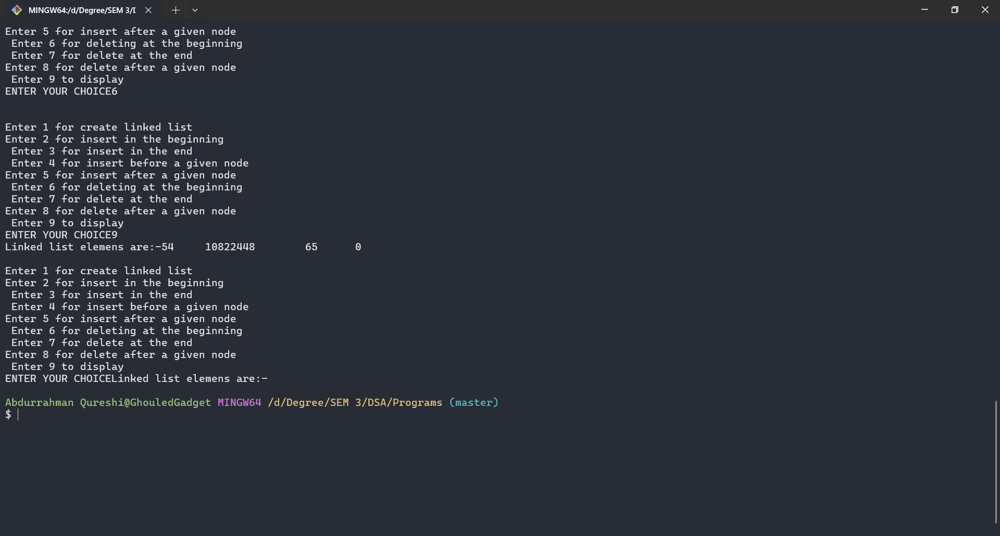 MINGW64:/d/Degree/SEM 3/D
Enter 5 for insert after a given node
Enter 6 for deleting at the beginning
Enter 7 for delete at the end
Enter 8 for delete after a given node
Enter 9 to display
ENTER YOUR CHOICE6
Enter 1 for create linked list
Enter 2 for insert in the beginning
Enter 3 for insert in the end
Enter 4 for insert before a given node
Enter 5 for insert after a given node
Enter 6 for deleting at the beginning
Enter 7 for delete at the end
Enter 8 for delete after a given node
Enter 9 to display
ENTER YOUR CHOICE9
Linked list elemens are:-54 10822448 65 0
Enter 1 for create linked list
Enter 2 for insert in the beginning
Enter 3 for insert in the end
Enter 4 for insert before a given node
Enter 5 for insert after a given node
Enter 6 for deleting at the beginning
Enter 7 for delete at the end
Enter 8 for delete after a given node
Enter 9 to display
ENTER YOUR CHOICELinked list elemens are:-
Abdurrahman Qureshi@GhouledGadget MINGW64 /d/Degree/SEM 3/DSA/Programs (master)
$